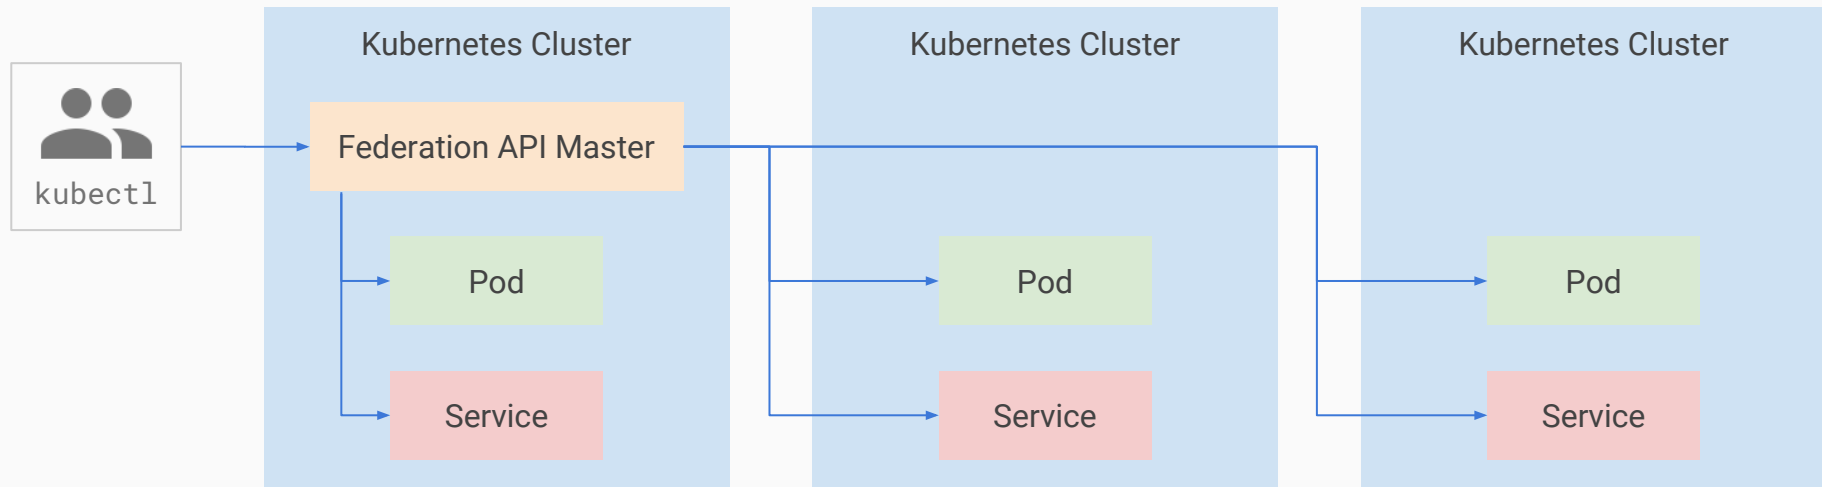 kubectl
Kubernetes Cluster
Federation API Master
Pod
Service
Kubernetes Cluster
Pod
Service
Kubernetes Cluster
Pod
Service